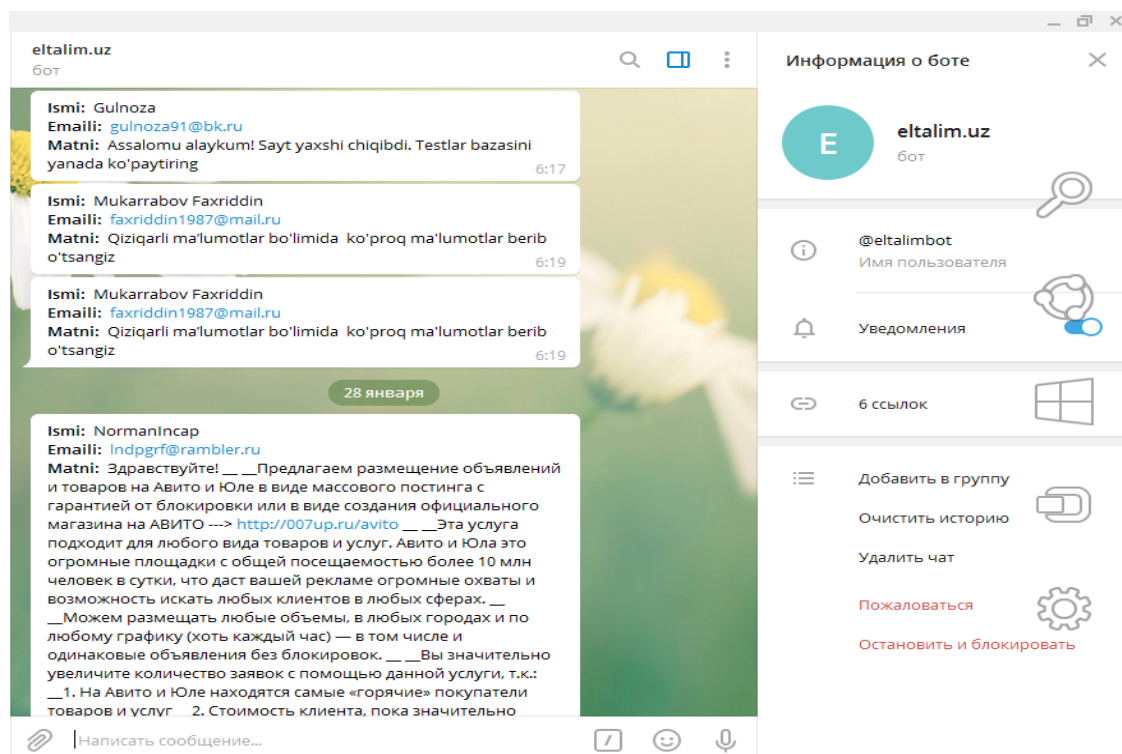 eltalim.uz
бот
Ismi: Gulnoza
Emaili: gulnoza91@bk.ru
Matni: Assalomu alaykum! Sayt yaxshi chiqibdi. Testlar bazasini
yanada ko'paytiring
6:17
Ismi: Mukarrabov Faxriddin
Emaili: faxriddin1987@mail.ru
Matni: Qiziqarli ma'lumotlar bo'limida ko'proq ma'lumotlar berib
o'tsangiz
6:19
Ismi: Mukarrabov Faxriddin
Emaili: faxriddin1987@mail.ru
Matni: Qiziqarli ma'lumotlar bo'limida ko'proq ma'lumotlar berib
o'tsangiz
6:19
28 января
Ismi: NormanIncap
Emaili: lndpgrf@rambler.ru
Matni: Здравствуйте! __ __Предлагаем размещение объявлений
и товаров на Авито и Юле в виде массового постинга с
гарантией от блокировки или в виде создания официального
магазина на АВИТО ---> http://007up.ru/avito __ __Эта услуга
подходит для любого вида товаров и услуг. Авито и Юла это
огромные площадки с общей посещаемостью более 10 млн
человек в сутки, что даст вашей рекламе огромные охваты и
возможность искать любых клиентов в любых сферах. __
__Можем размещать любые объемы, в любых городах и по
любому графику (хоть каждый час) — в том числе и
одинаковые объявления без блокировок. __ __Вы значительно
увеличите количество заявок с помощью данной услуги, т.к.:
__1. На Авито и Юле находятся самые «горячие» покупатели
товаров и услуг__ 2. Стоимость клиента, пока значительно
Написать сообщение...
Информация о боте
E
eltalim.uz
бот
@eltalimbot
Имя пользователя
Уведомления
6 ссылок
Добавить в группу
Очистить историю
Удалить чат
Пожаловаться
Остановить и блокировать